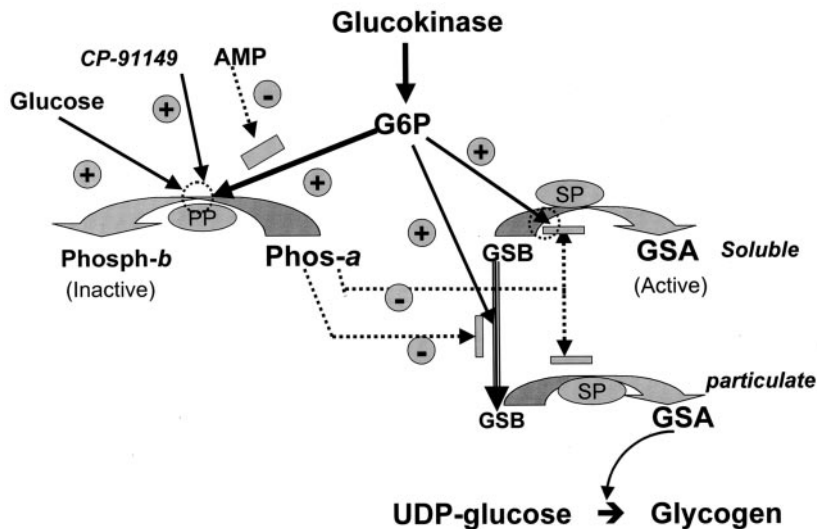 Glucokinase
CP-91149
AMP
Glucose
+
-
G6P
+
+
+
+
SP
PP
Phosph-b
(Inactive)
Phos-a
GSB
GSA
Soluble
(Active)
-
-
particulate
SP
GSB
GSA
UDP-glucose → Glycogen